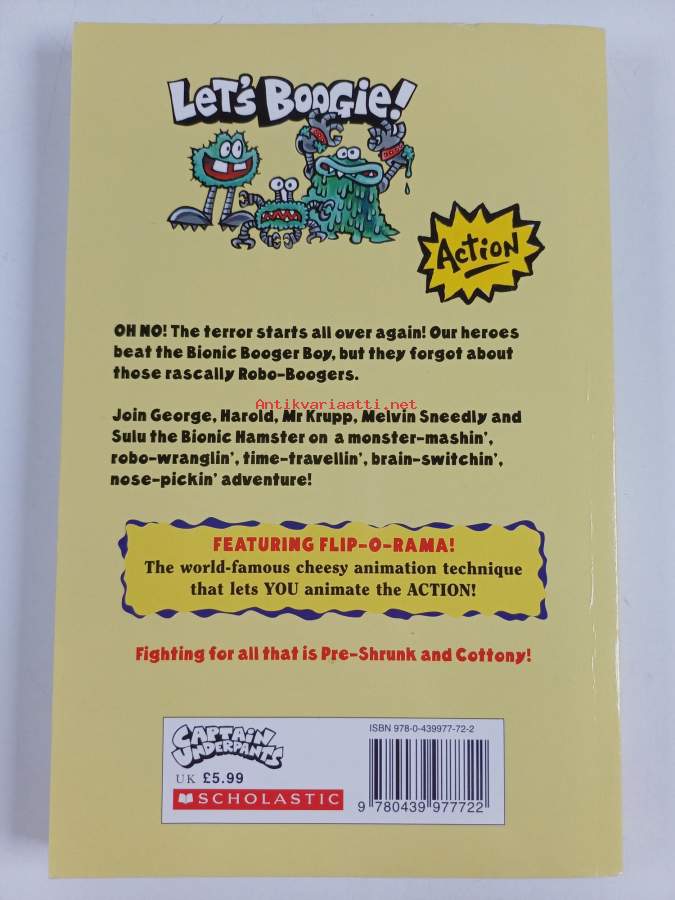 LET'S BOOGIE!
ACTION
OH NO! The terror starts all over again! Our heroes
beat the Bionic Booger Boy, but they forgot about
those rascally Robo-Boogers.
Antikvariaatti.net
Join George, Harold, Mr Krupp, Melvin Sneedly and
Sulu the Bionic Hamster on a monster-mashin',
robo-wranglin', time-travellin', brain-switchin',
nose-pickin' adventure!
FEATURING FLIP-O-RAMA!
The world-famous cheesy animation technique
that lets YOU animate the ACTION!
Fighting for all that is Pre-Shrunk and Cottony!
ISBN 978-0-439977-72-2
CAPTAIN
UNDERPANTS
UK £5.99
SCHOLASTIC
9 780439 977722